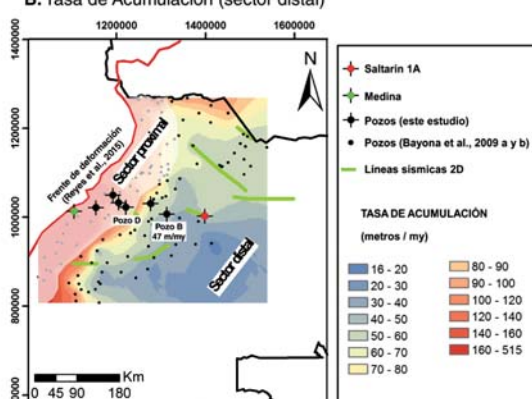 B. Tasa de Acumulación (sector distal)
1200000 1400000 1600000
1400000
1200000
1000000
800000
N
Frente de deformación
(Reyes et al., 2015)
Sector proximal
Pozo D
Pozo B
47 m/my
Sector distal
Km
0 45 90 180
Saltarín 1A
Medina
Pozos (este estudio)
Pozos (Bayona et al., 2009 a y b)
Líneas sísmicas 2D
TASA DE ACUMULACIÓN
(metros / my)
16 - 20
20 - 30
30 - 40
40 - 50
50 - 60
60 - 70
70 - 80
80 - 90
90 - 100
100 - 120
120 - 140
140 - 160
160 - 515